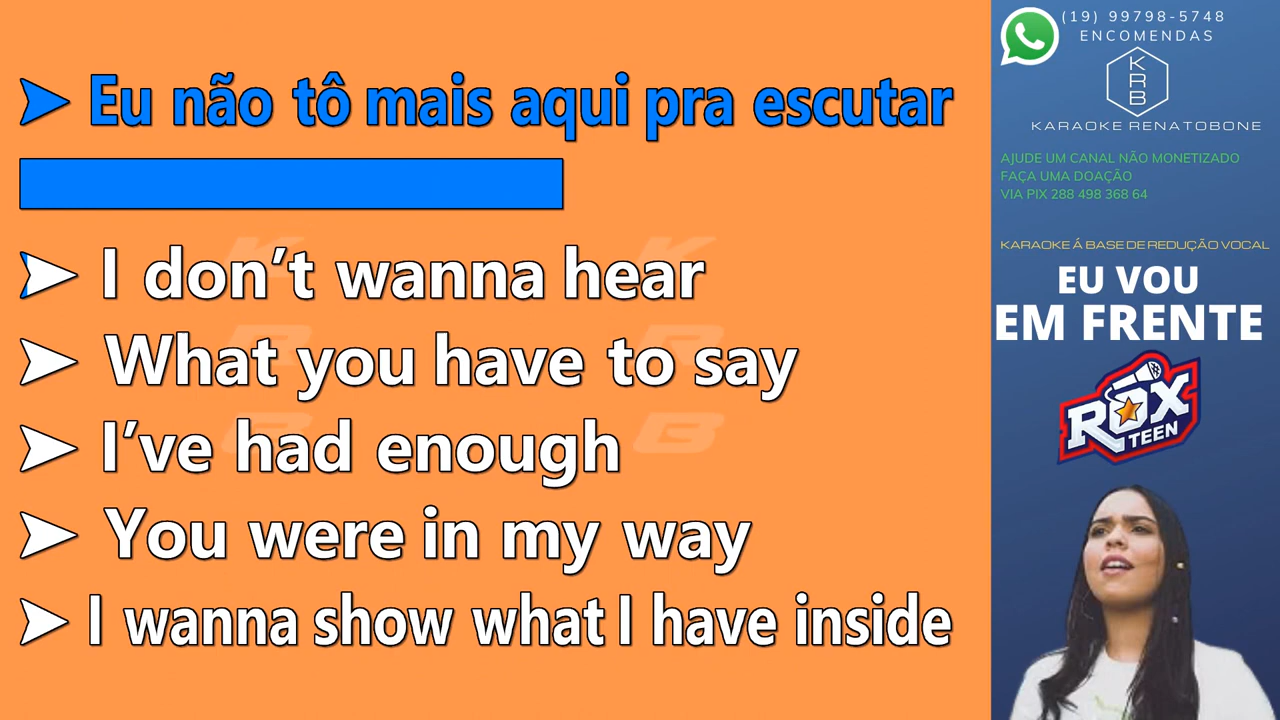 ➤ Eu não tô mais aqui pra escutar
➤ I don’t wanna hear
➤ What you have to say
➤ I’ve had enough
➤ You were in my way
➤ I wanna show what I have inside
(19) 99798-5748
ENCOMENDAS
K
R
B
KARAOKE RENATOBONE
AJUDE UM CANAL NÃO MONETIZADO
FAÇA UMA DOAÇÃO
VIA PIX 288 498 368 64
KARAOKE Á BASE DE REDUÇÃO VOCAL
EU VOU
EM FRENTE
ROX
TEEN
K K
R R
B B